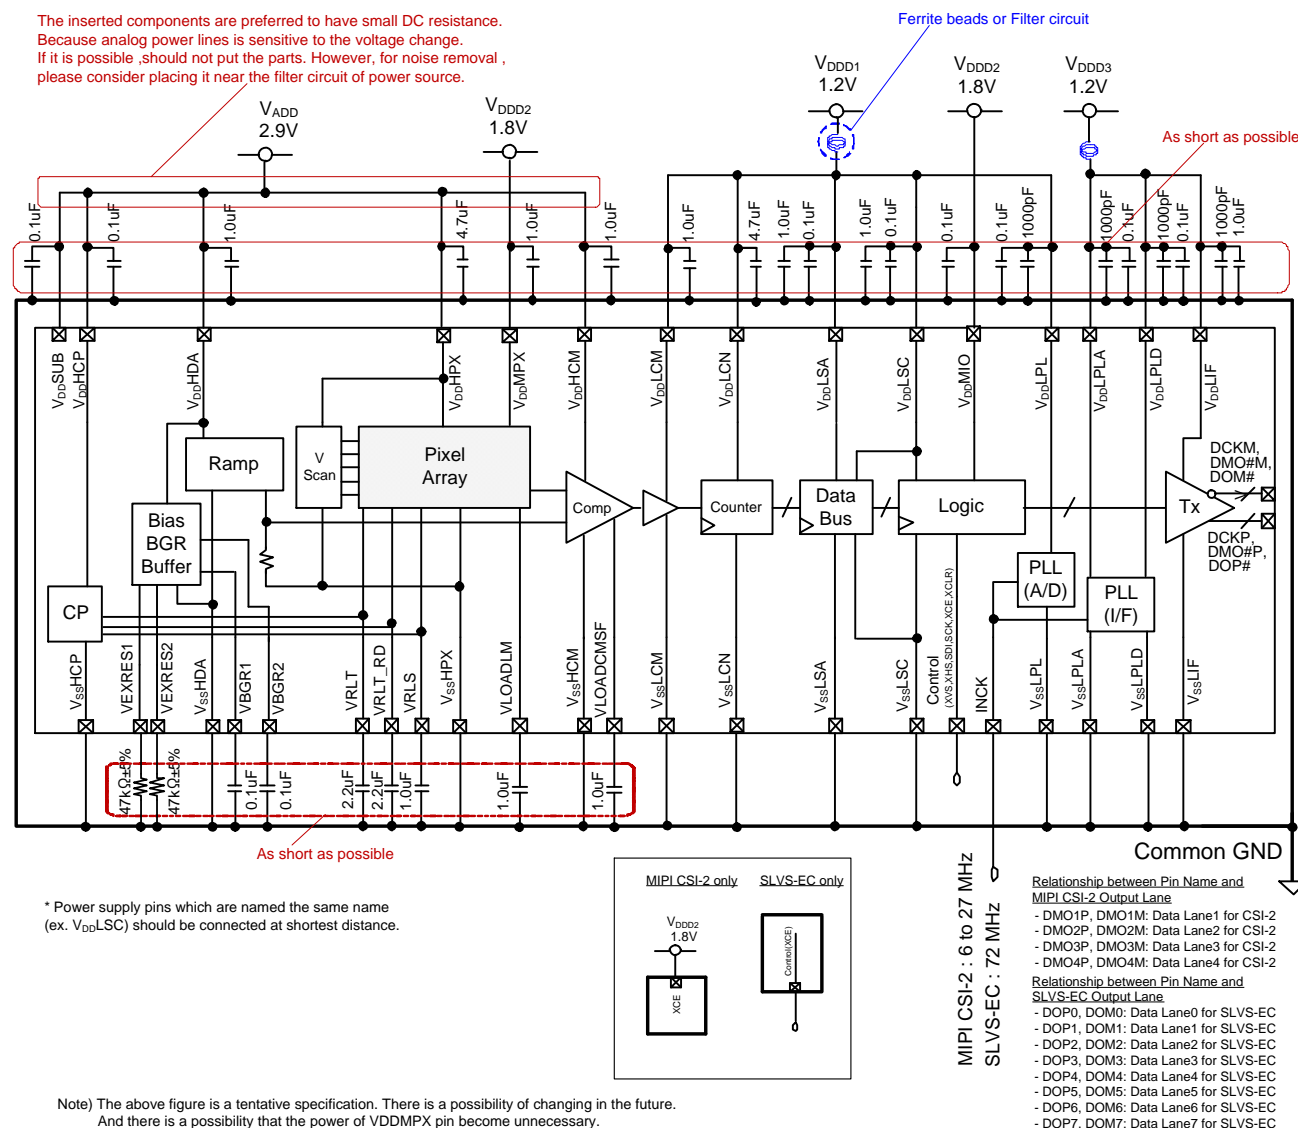 The inserted components are preferred to have small DC resistance.
Because analog power lines is sensitive to the voltage change.
If it is possible ,should not put the parts. However, for noise removal ,
please consider placing it near the filter circuit of power source.
Ferrite beads or Filter circuit
VADD
2.9V
VDDD2
1.8V
VDDD1
1.2V
VDDD2
1.8V
VDDD3
1.2V
As short as possible
0.1uF
0.1uF
1.0uF
4.7uF
1.0uF
1.0uF
1.0uF
4.7uF
1.0uF
0.1uF
1.0uF
0.1uF
0.1uF
0.1uF
1000pF
1000pF
0.1uF
1000pF
0.1uF
1000pF
1.0uF
VDDSUB
VDDHCP
VDDHDA
VDDHPX
VDDMPX
VDDHCM
VDDLCM
VDDLCN
VDDLSA
VDDLSC
VDDMIO
VDDLPL
VDDLPLA
VDDLPLD
VDDLIF
Ramp
V
Scan
Pixel
Array
Bias
BGR
Buffer
CP
Comp
Counter
Data
Bus
Logic
Tx
PLL
(A/D)
PLL
(I/F)
DCKM,
DMO#M,
DOM#
DCKP,
DMO#P,
DOP#
VSSHCP
VEXRES1
VEXRES2
VSSHDA
VBGR1
VBGR2
VRLT
VRLT_RD
VRLS
VSSHPX
VLOADLM
VSSHCM
VLOADCMSF
VSSLCM
VSSLCN
VSSLSA
VSSLSC
Control
(XVS,XHS,SDI,SCK,XCE,XCLR)
INCK
VSSLPL
VSSLPLA
VSSLPLD
VSSLIF
47kΩ±5%
47kΩ±5%
0.1uF
0.1uF
2.2uF
2.2uF
1.0uF
1.0uF
1.0uF
As short as possible
Common GND
MIPI CSI-2 : 6 to 27 MHz
SLVS-EC : 72 MHz
* Power supply pins which are named the same name
(ex. VDDLSC) should be connected at shortest distance.
MIPI CSI-2 only
SLVS-EC only
VDDD2
1.8V
XCE
Control(XCE)
Relationship between Pin Name and
MIPI CSI-2 Output Lane
- DMO1P, DMO1M: Data Lane1 for CSI-2
- DMO2P, DMO2M: Data Lane2 for CSI-2
- DMO3P, DMO3M: Data Lane3 for CSI-2
- DMO4P, DMO4M: Data Lane4 for CSI-2
Relationship between Pin Name and
SLVS-EC Output Lane
- DOP0, DOM0: Data Lane0 for SLVS-EC
- DOP1, DOM1: Data Lane1 for SLVS-EC
- DOP2, DOM2: Data Lane2 for SLVS-EC
- DOP3, DOM3: Data Lane3 for SLVS-EC
- DOP4, DOM4: Data Lane4 for SLVS-EC
- DOP5, DOM5: Data Lane5 for SLVS-EC
- DOP6, DOM6: Data Lane6 for SLVS-EC
- DOP7, DOM7: Data Lane7 for SLVS-EC
Note) The above figure is a tentative specification. There is a possibility of changing in the future.
And there is a possibility that the power of VDDMPX pin become unnecessary.